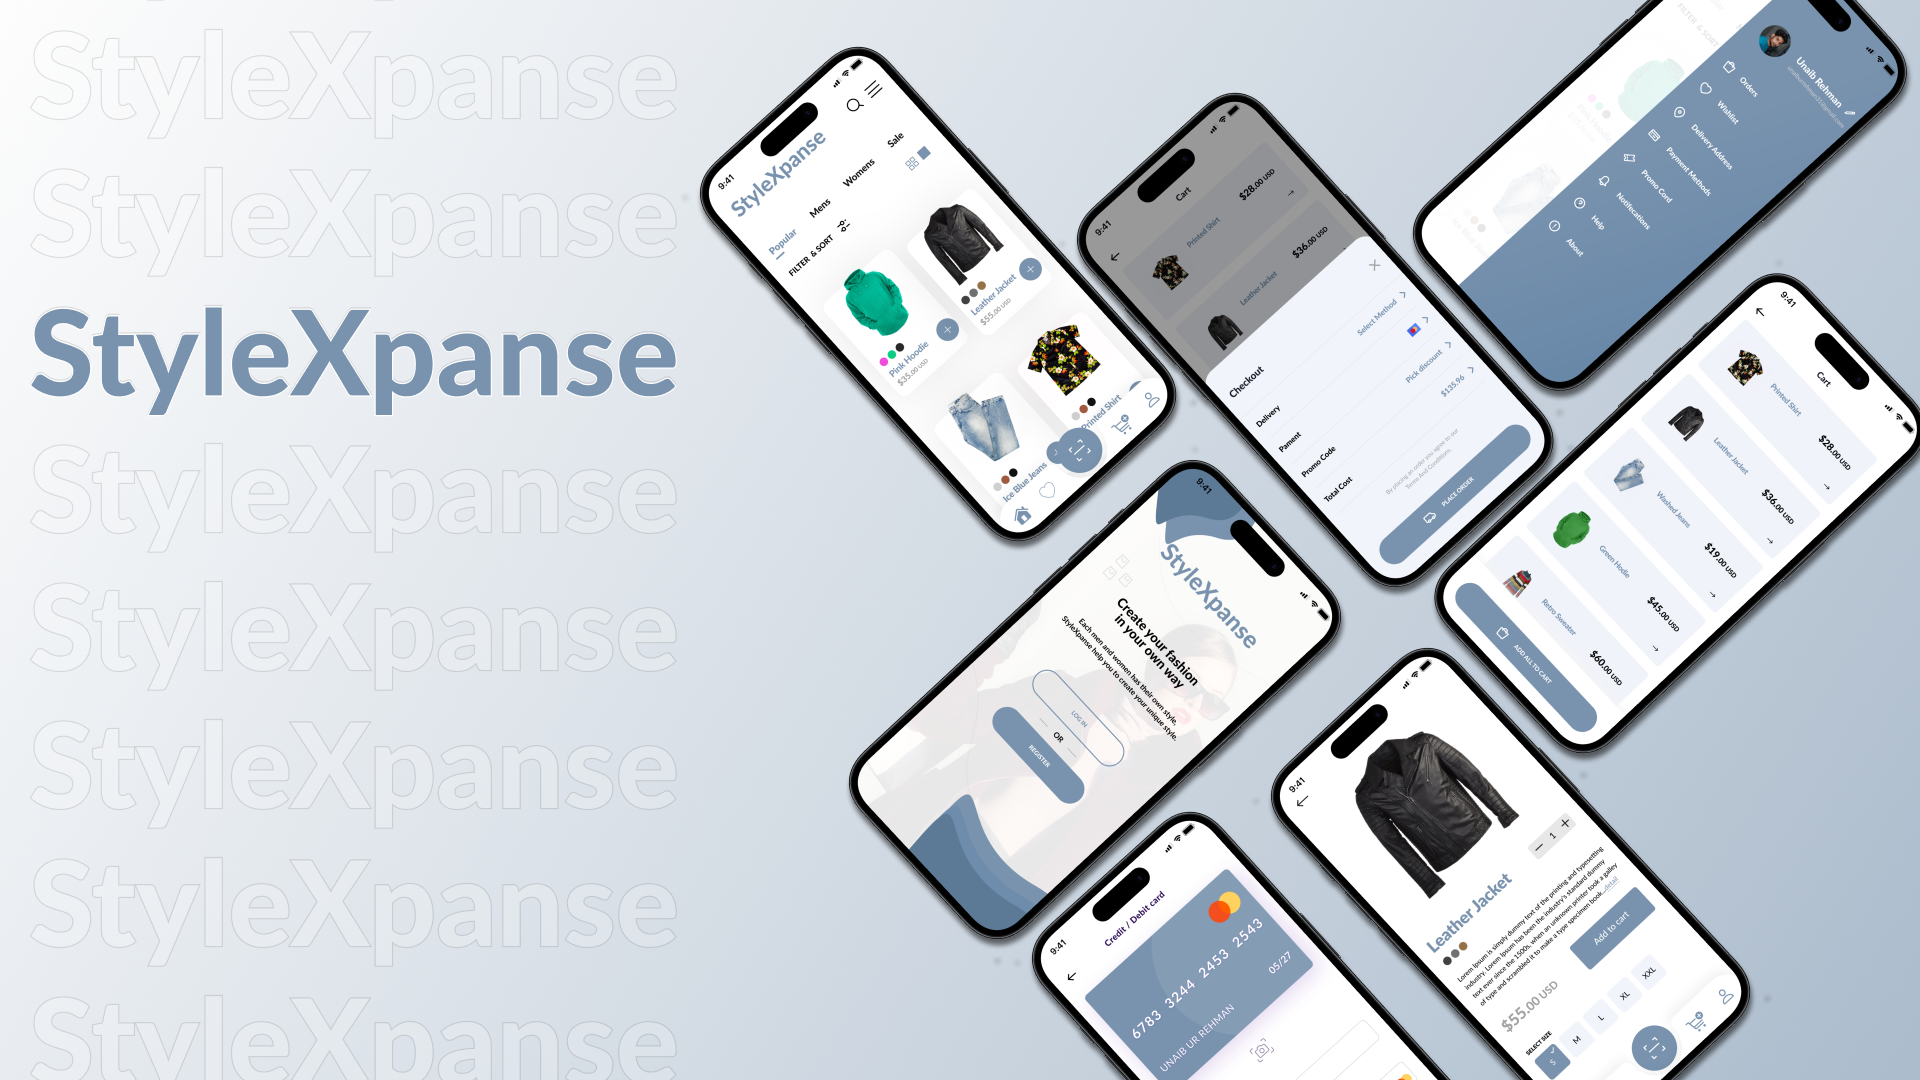 StyleXpanse
StyleXpanse
StyleXpanse
StyleXpanse
StyleXpanse
StyleXpanse
StyleXpanse
StyleXpanse
9:41
StyleXpanse
Popular
Mens
Womens
Sale
FILTER & SORT
Pink Hoodie
$35.00 USD
Leather Jacket
$55.00 USD
Ice Blue Jeans
Printed Shirt
9:41
Cart
Printed Shirt
$28.00 USD
Leather Jacket
$36.00 USD
Checkout
Delivery
Select Method
Pament
Promo Code
Pick discount
Total Cost
$135.96
By placing an order you agree to our
Terms And Conditions.
PLACE ORDER
FILTER & SORT
Unaib Rehman
Orders
Wishlist
Delivery Address
Payment Methods
Promo Cord
Notifecations
Help
About
9:41
Cart
Printed Shirt
$28.00 USD
Leather Jacket
$36.00 USD
Washed Jeans
$19.00 USD
Green Hodie
$45.00 USD
Retro Sweater
$60.00 USD
ADD ALL TO CART
9:41
StyleXpanse
Create your fashion
in your own way
Each men and women has their own style,
StyleXpanse help you to create your unique style.
LOG IN
OR
REGISTER
9:41
Credit / Debit card
6783 3244 2453 2543
05/27
UNAIB UR REHMAN
9:41
1
Leather Jacket
Lorem Ipsum is simply dummy text of the printing and typesetting
industry. Lorem Ipsum has been the industry's standard dummy
text ever since the 1500s, when an unknown printer took a galley
of type and scrambled it to make a type specimen book...detail
$55.00 USD
Add to cart
SELECT SIZE
S
M
L
XL
XXL